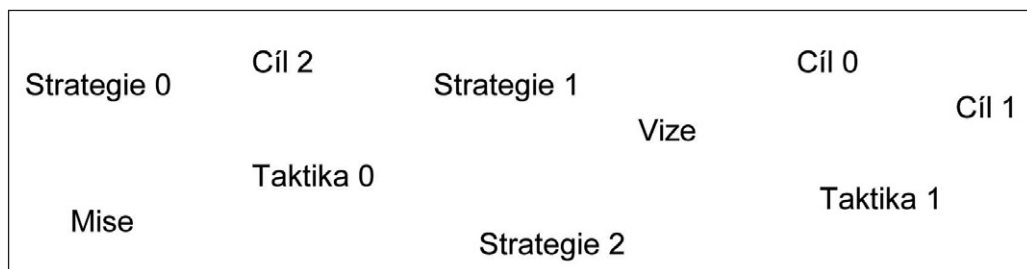 Cíl 2
Cíl 0
Strategie 0
Strategie 1
Cíl 1
Vize
Taktika 0
Taktika 1
Mise
Strategie 2